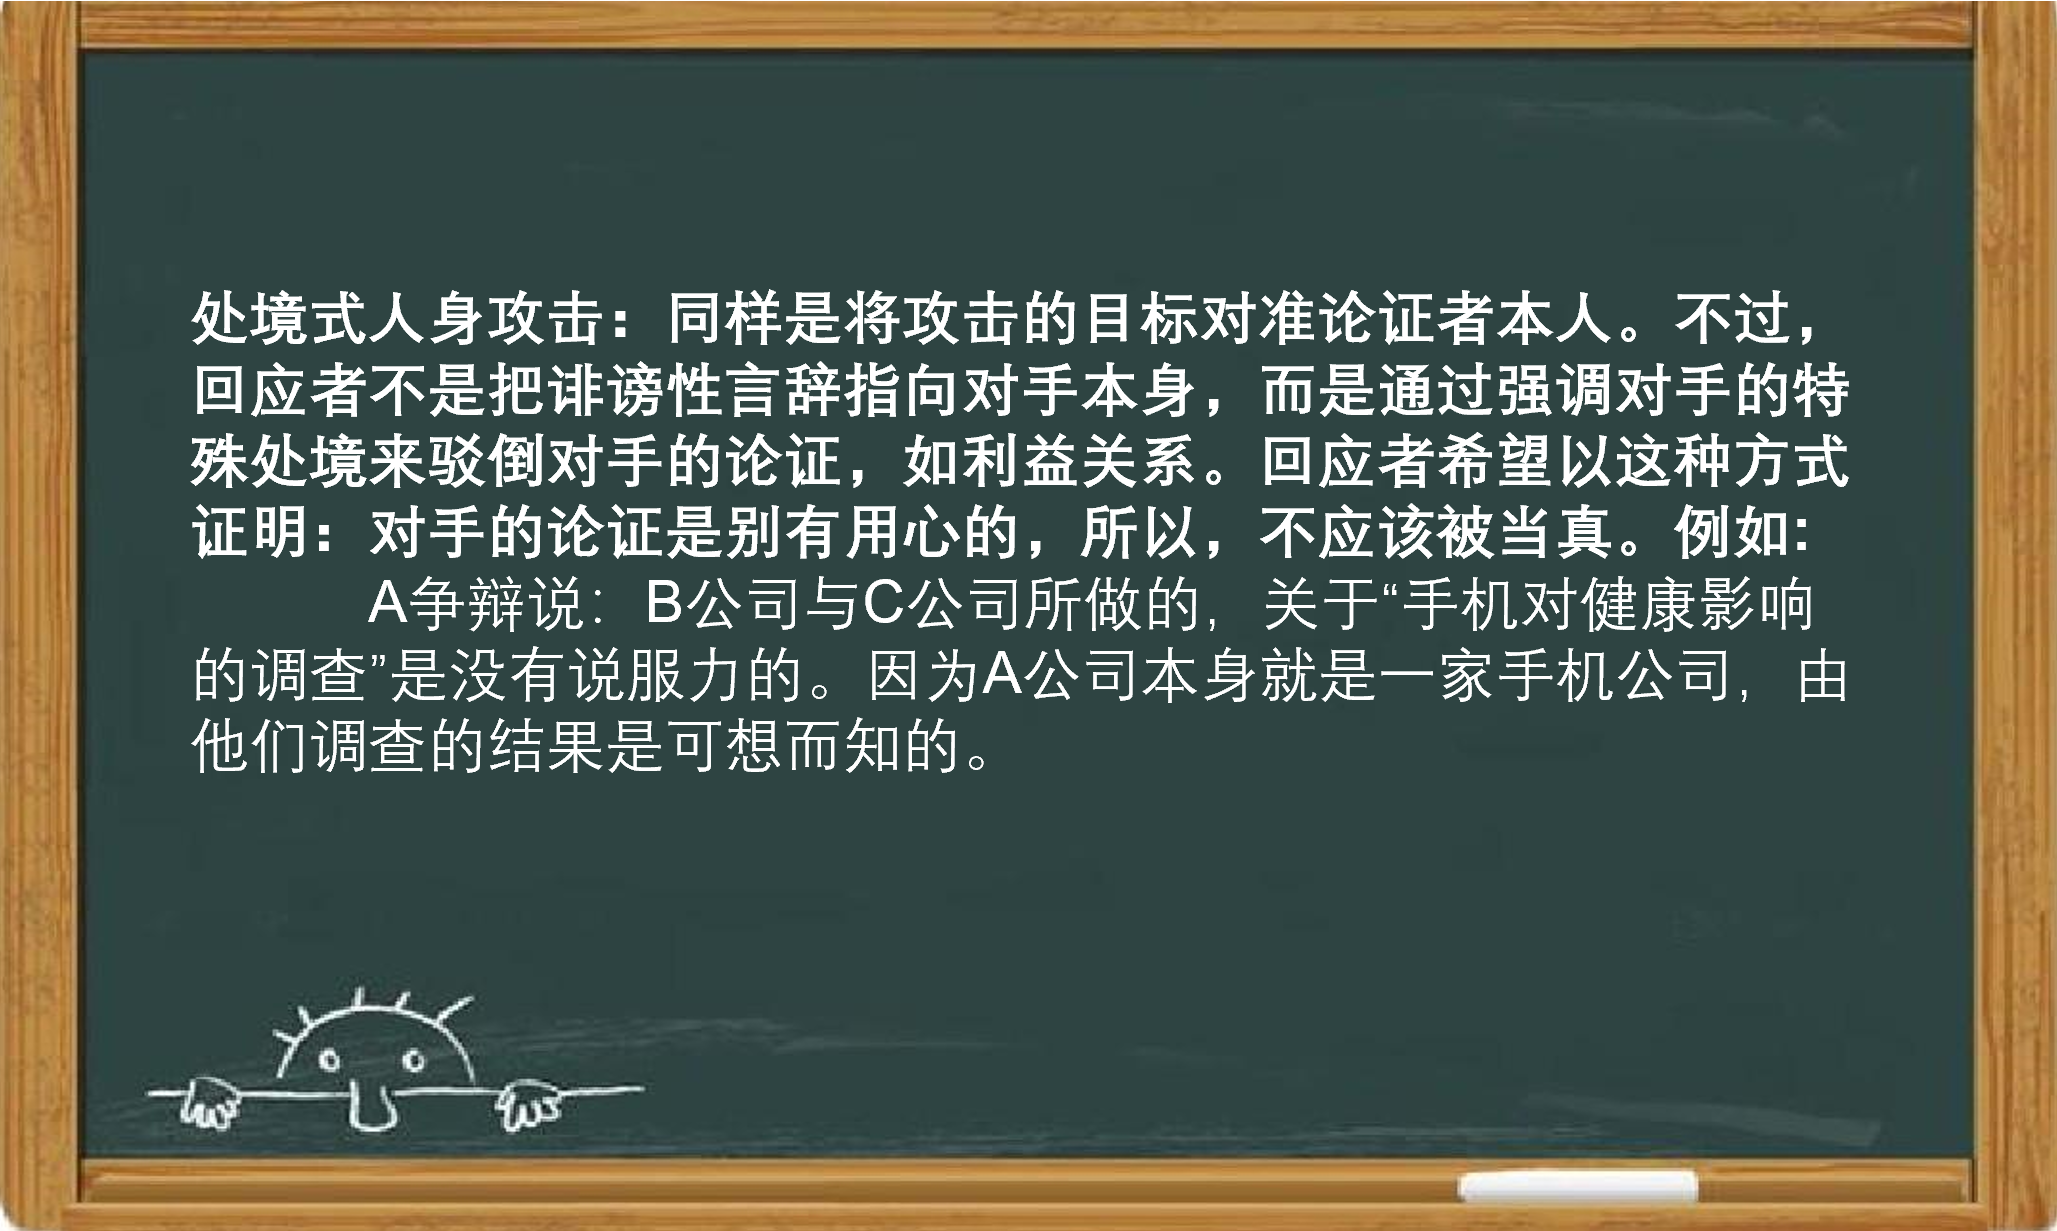 处境式人身攻击：同样是将攻击的目标对准论证者本人。不过，
回应者不是把诽谤性言辞指向对手本身，而是通过强调对手的特
殊处境来驳倒对手的论证，如利益关系。回应者希望以这种方式
证明：对手的论证是别有用心的，所以，不应该被当真。例如:
A争辩说：B公司与C公司所做的，关于“手机对健康影响
的调查”是没有说服力的。因为A公司本身就是一家手机公司，由
他们调查的结果是可想而知的。